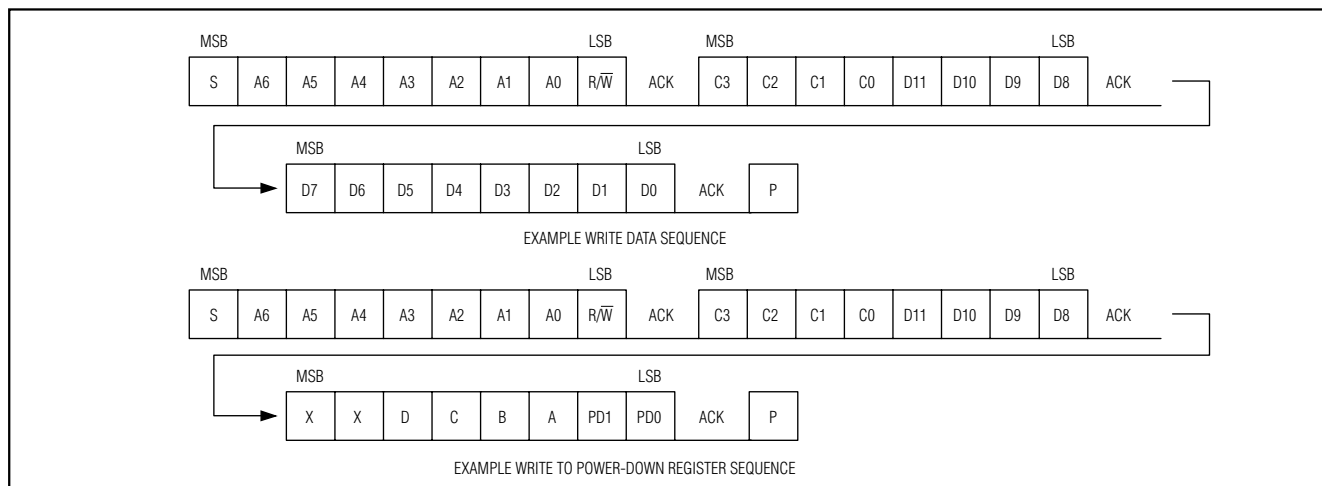 MSB LSB MSB LSB
S A6 A5 A4 A3 A2 A1 A0 R/W̅ ACK C3 C2 C1 C0 D11 D10 D9 D8 ACK
MSB LSB
D7 D6 D5 D4 D3 D2 D1 D0 ACK P
EXAMPLE WRITE DATA SEQUENCE
MSB LSB MSB LSB
S A6 A5 A4 A3 A2 A1 A0 R/W̅ ACK C3 C2 C1 C0 D11 D10 D9 D8 ACK
MSB LSB
X X D C B A PD1 PD0 ACK P
EXAMPLE WRITE TO POWER-DOWN REGISTER SEQUENCE